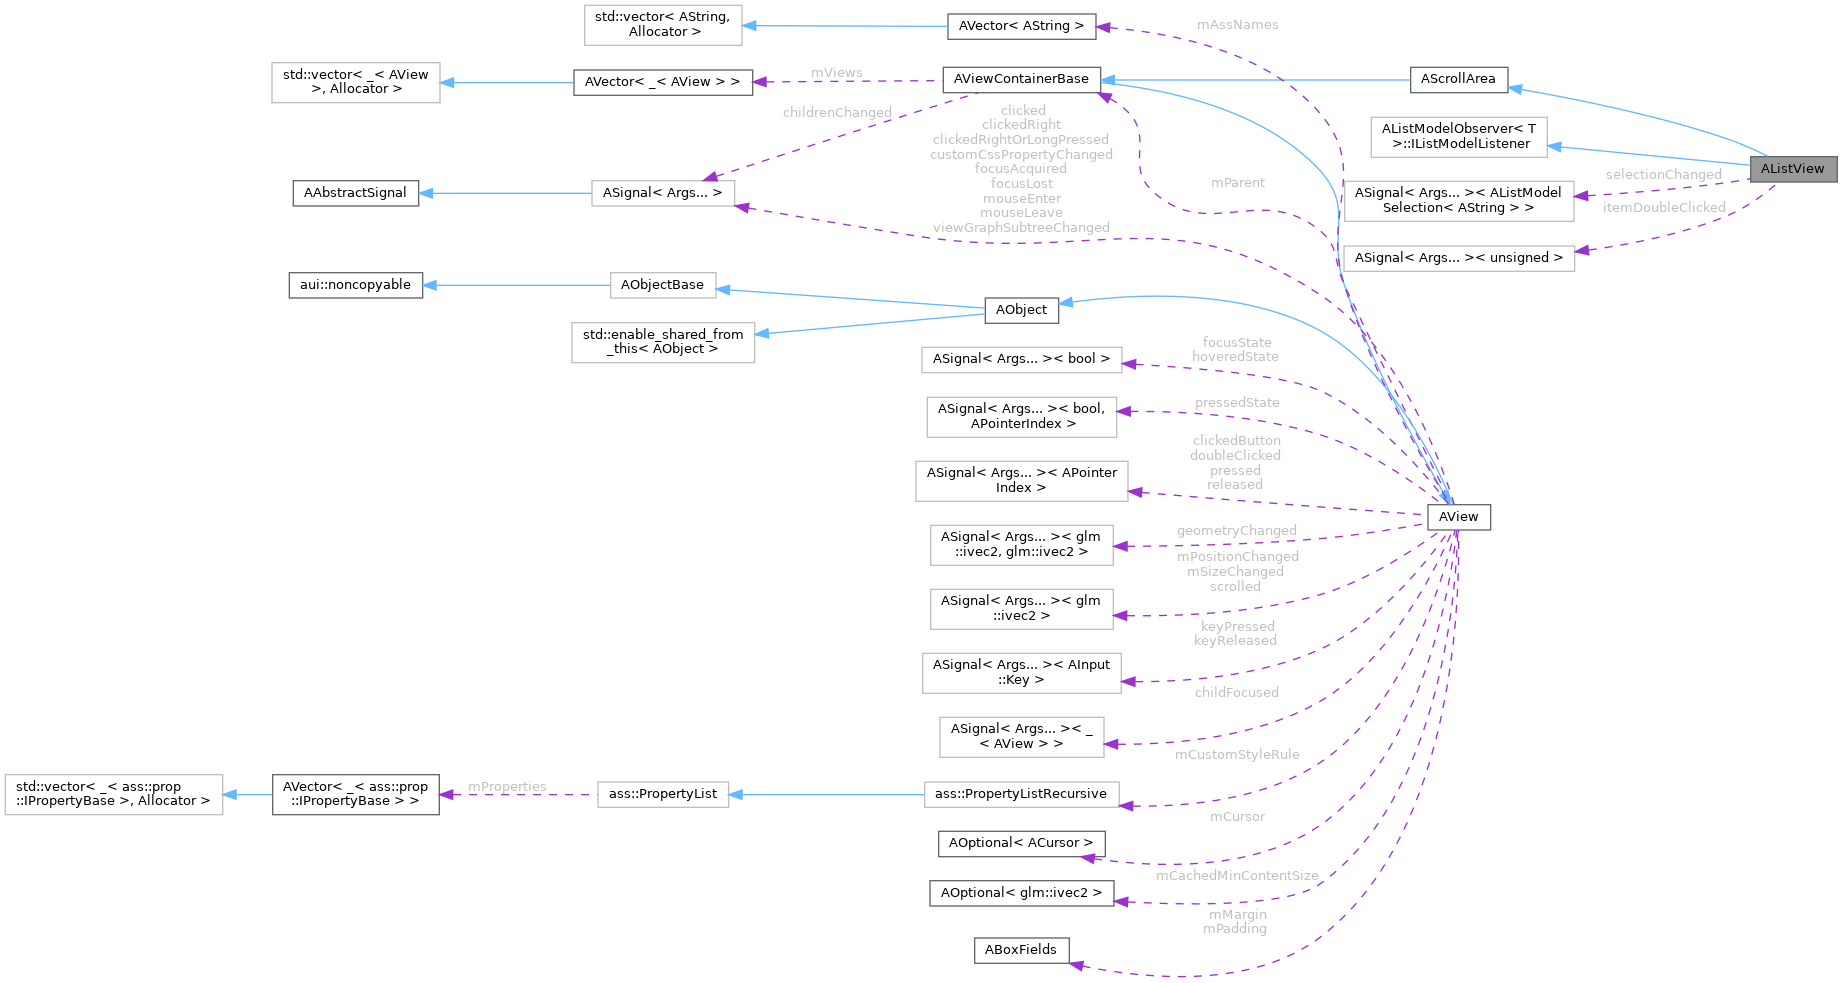 std::vector< AString,
Allocator >
AVector< AString >
mAssNames
std::vector< _< AView
>, Allocator >
AVector< _< AView > >
mViews
AViewContainerBase
AScrollArea
childrenChanged
clicked
clickedRight
clickedRightOrLongPressed
customCssPropertyChanged
focusAcquired
focusLost
mouseEnter
mouseLeave
viewGraphSubtreeChanged
AListModelObserver< T
>::IListModelListener
AListView
mParent
selectionChanged
AAbstractSignal
ASignal< Args... >
ASignal< Args... >< AListModel
Selection< AString > >
itemDoubleClicked
ASignal< Args... >< unsigned >
aui::noncopyable
AObjectBase
AObject
std::enable_shared_from
_this< AObject >
ASignal< Args... >< bool >
focusState
hoveredState
ASignal< Args... >< bool,
APointerIndex >
pressedState
ASignal< Args... >< APointer
Index >
clickedButton
doubleClicked
pressed
released
AView
ASignal< Args... >< glm
::ivec2, glm::ivec2 >
geometryChanged
ASignal< Args... >< glm
::ivec2 >
mPositionChanged
mSizeChanged
scrolled
ASignal< Args... >< AInput
::Key >
keyPressed
keyReleased
ASignal< Args... >< _
< AView > >
childFocused
std::vector< _< ass::prop
::IPropertyBase >, Allocator >
AVector< _< ass::prop
::IPropertyBase > >
mProperties
ass::PropertyList
ass::PropertyListRecursive
mCustomStyleRule
AOptional< ACursor >
mCursor
AOptional< glm::ivec2 >
mCachedMinContentSize
ABoxFields
mMargin
mPadding